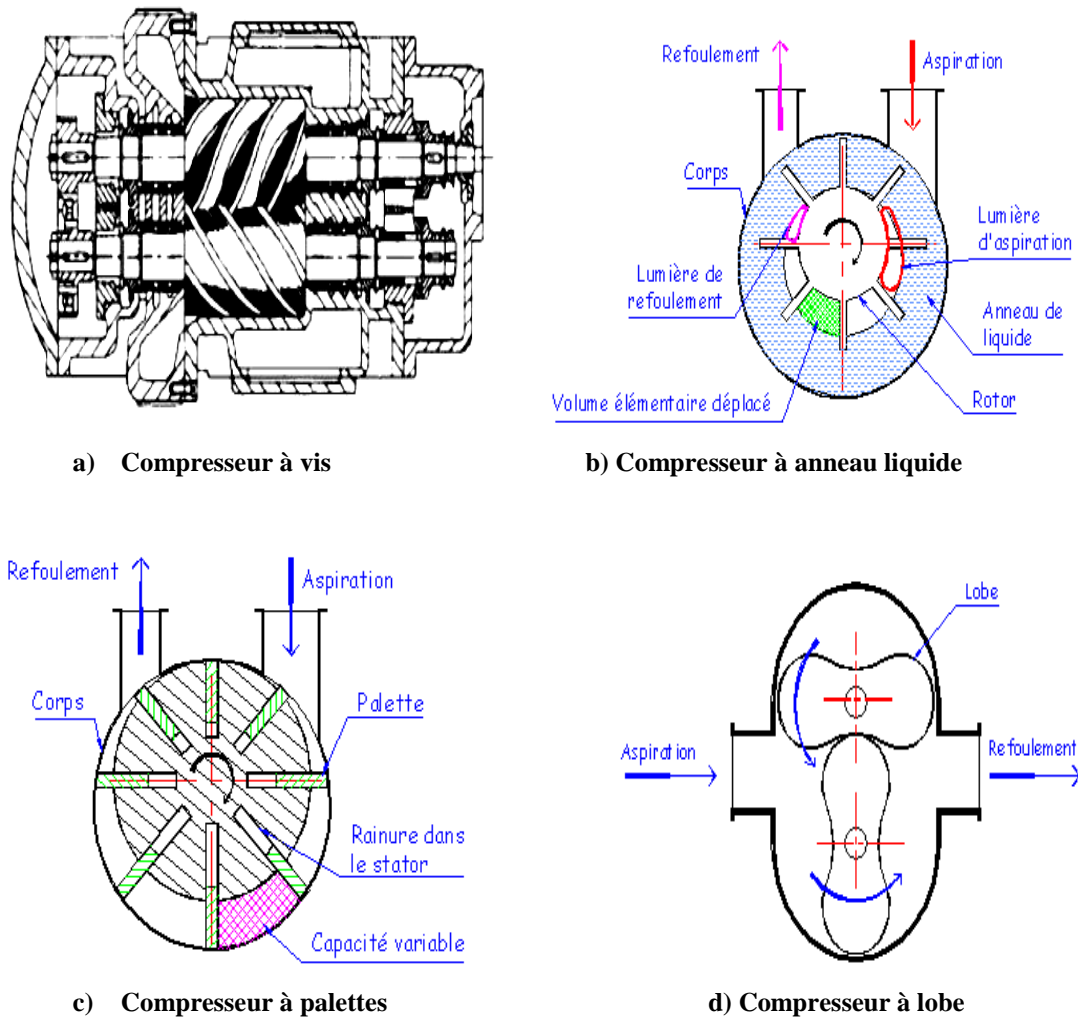 Refoulement
Aspiration
Corps
Lumière
d'aspiration
Lumière de
refoulement
Anneau de
liquide
Volume élémentaire déplacé
Rotor
a) Compresseur à vis
b) Compresseur à anneau liquide
Refoulement
Aspiration
Corps
Palette
Rainure dans
le stator
Capacité variable
Lobe
Aspiration
Refoulement
c) Compresseur à palettes
d) Compresseur à lobe